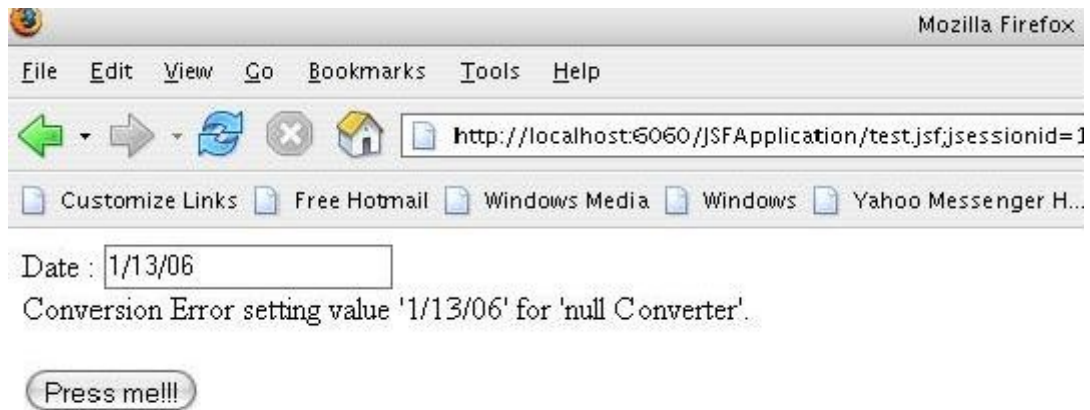 Mozilla Firefox
File Edit View Go Bookmarks Tools Help
http://localhost:6060/JSFApplication/test.jsf;jsessionid=1
Customize Links Free Hotmail Windows Media Windows Yahoo Messenger H...
Date : 1/13/06
Conversion Error setting value '1/13/06' for 'null Converter'.
Press me!!!